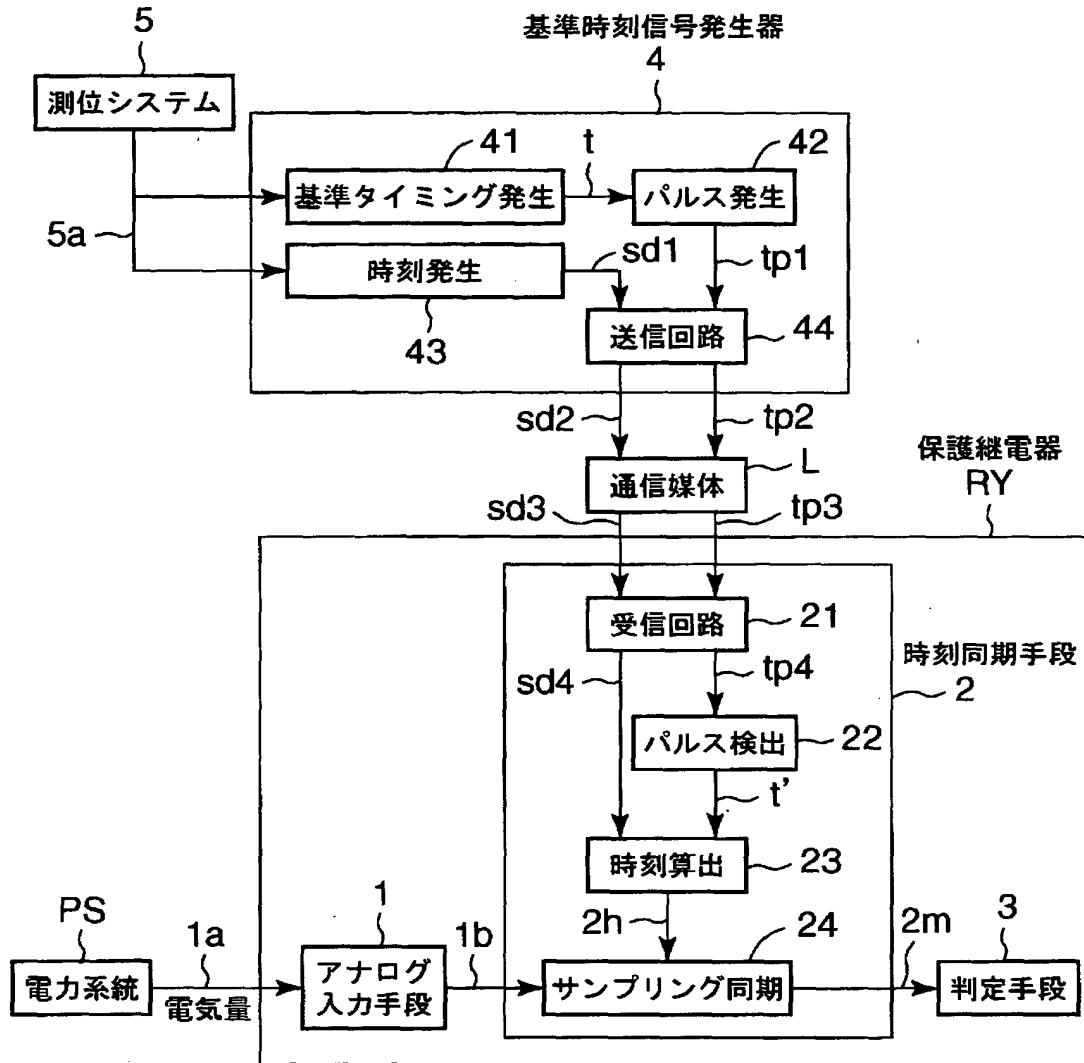 基準時刻信号発生器
5
4
測位システム
41
t
42
基準タイミング発生
パルス発生
5a
sd1
tp1
時刻発生
43
送信回路
44
sd2
tp2
保護継電器
RY
通信媒体
L
sd3
tp3
受信回路
21
時刻同期手段
2
sd4
tp4
パルス検出
22
t'
時刻算出
23
PS
1a
1
1b
2h
24
2m
3
電力系統
電気量
アナログ
入力手段
サンプリング同期
判定手段